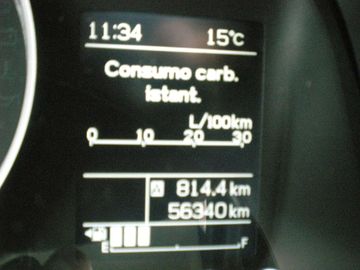 11:34 15°C
Consumo carb.
istant.
L/100km
0 10 20 30
A 814.4 km
56340 km
E F